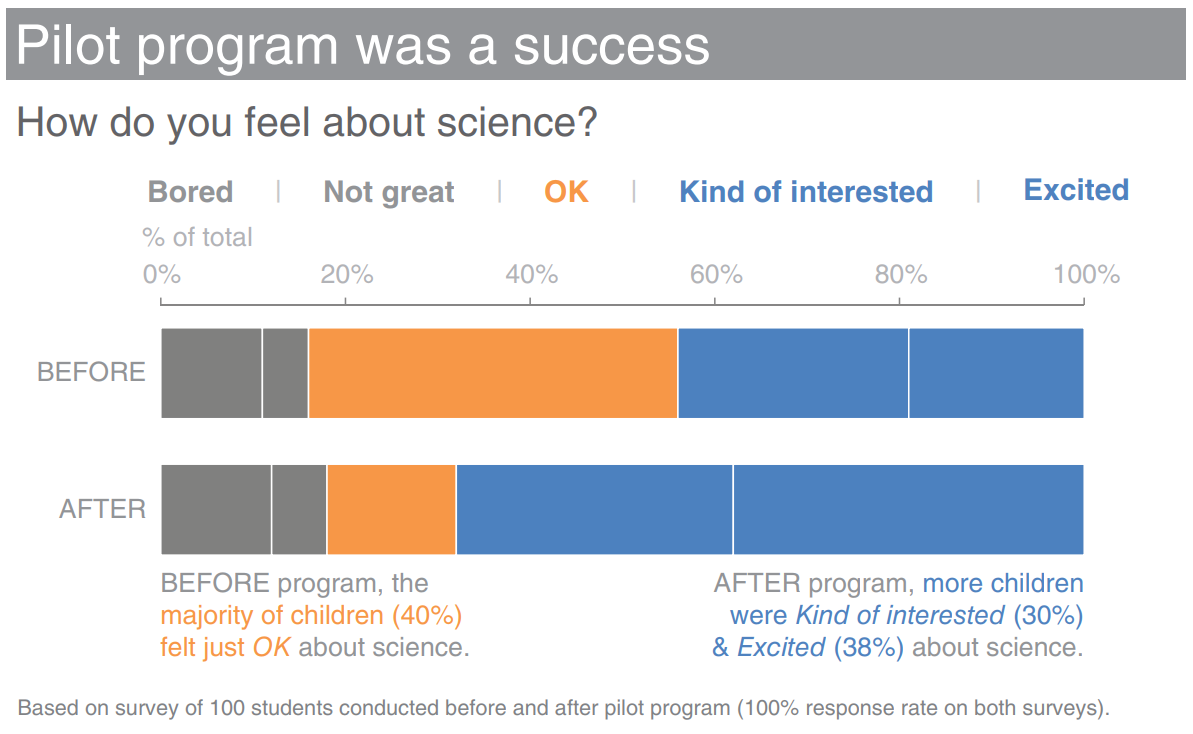 Pilot program was a success
How do you feel about science?
Bored | Not great | OK | Kind of interested | Excited
% of total
0% 20% 40% 60% 80% 100%
BEFORE
AFTER
BEFORE program, the
majority of children (40%)
felt just OK about science.
AFTER program, more children
were Kind of interested (30%)
& Excited (38%) about science.
Based on survey of 100 students conducted before and after pilot program (100% response rate on both surveys).